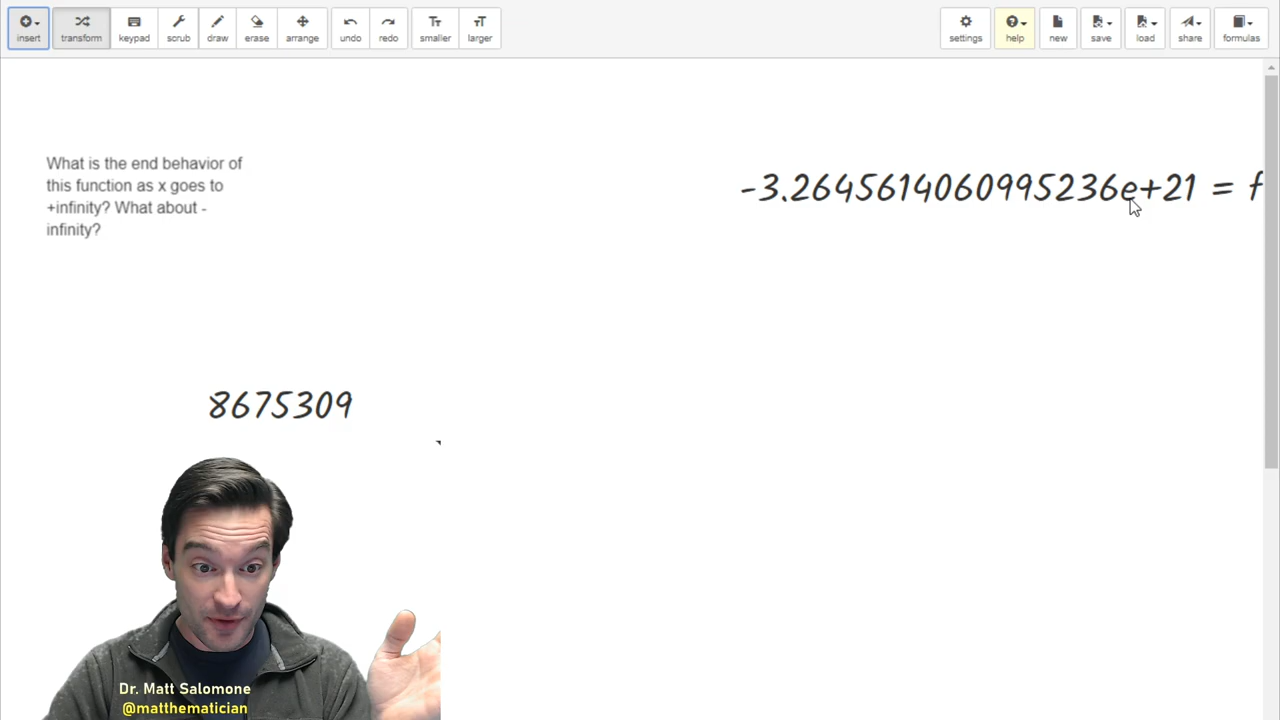 insert transform keypad scrub draw erase arrange undo redo smaller larger settings help new save load share formulas
What is the end behavior of
this function as x goes to
+infinity? What about -
infinity?
-3.2645614060995236e+21 = f
8675309
Dr. Matt Salomone
@matthematician